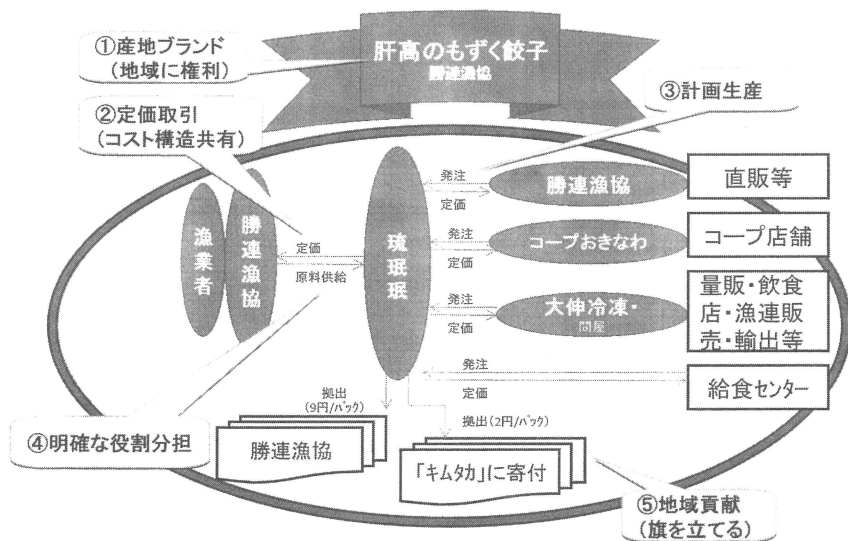 ①産地ブランド
(地域に権利)
肝高のもずく餃子
勝連漁協
②定価取引
(コスト構造共有)
③計画生産
漁業者
勝連漁協
定価
原料供給
琉珉珉
発注
定価
勝連漁協
直販等
発注
定価
コープおきなわ
コープ店舗
発注
定価
大伸冷凍・
問屋
量販・飲食
店・漁連販
売・輸出等
発注
定価
給食センター
拠出
(9円/パック)
勝連漁協
拠出(2円/パック)
「キムタカ」に寄付
④明確な役割分担
⑤地域貢献
(旗を立てる)